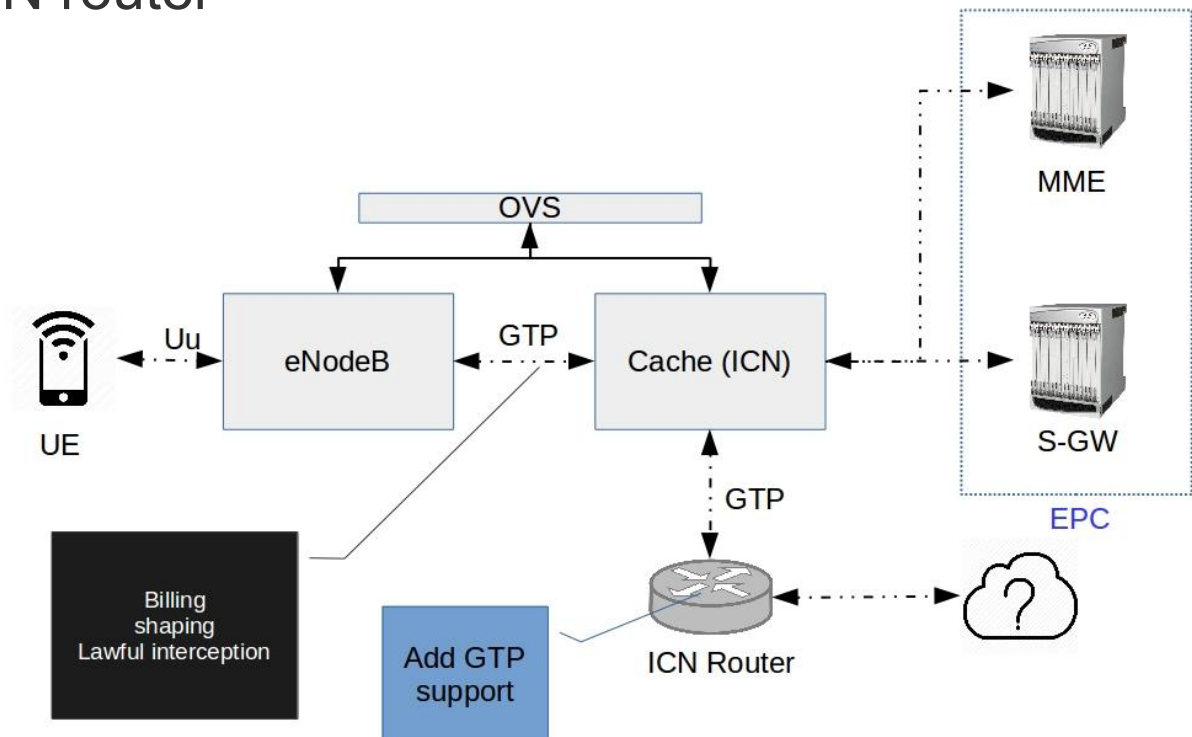 router
MME
OVS
Uu
eNodeB
GTP
Cache (ICN)
UE
S-GW
GTP
EPC
Billing
shaping
Lawful interception
Add GTP
support
ICN Router
?